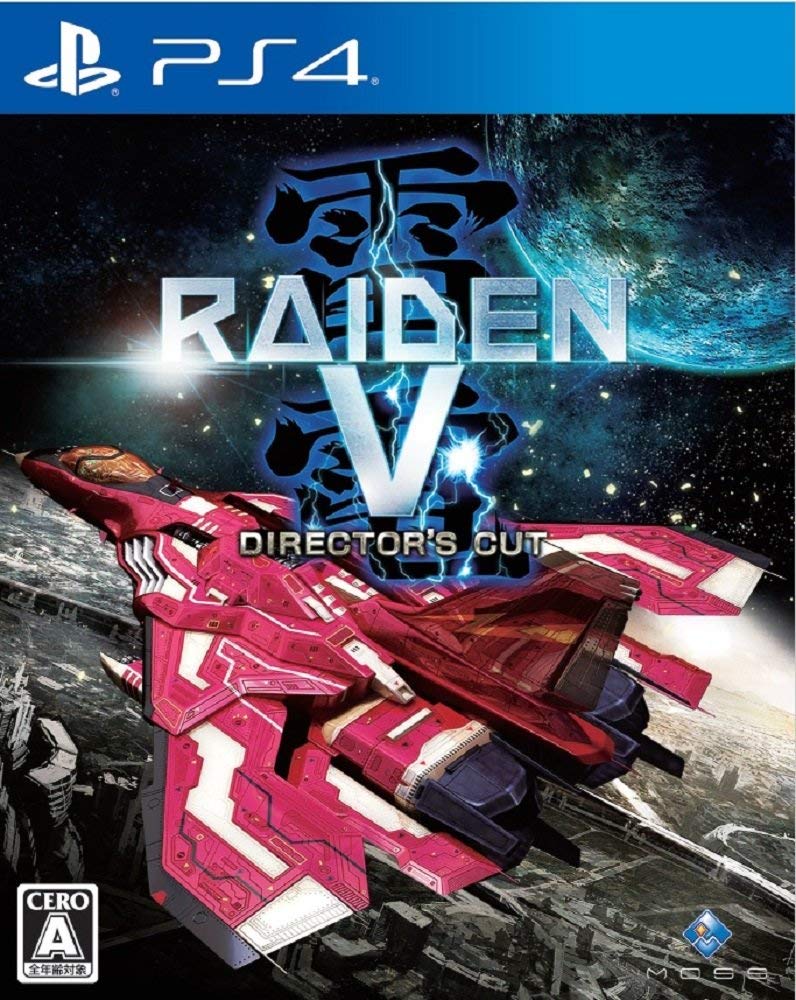 PS4
雷電
RAIDEN
V
DIRECTOR'S CUT
CERO
A
全年齢対象
MOSS